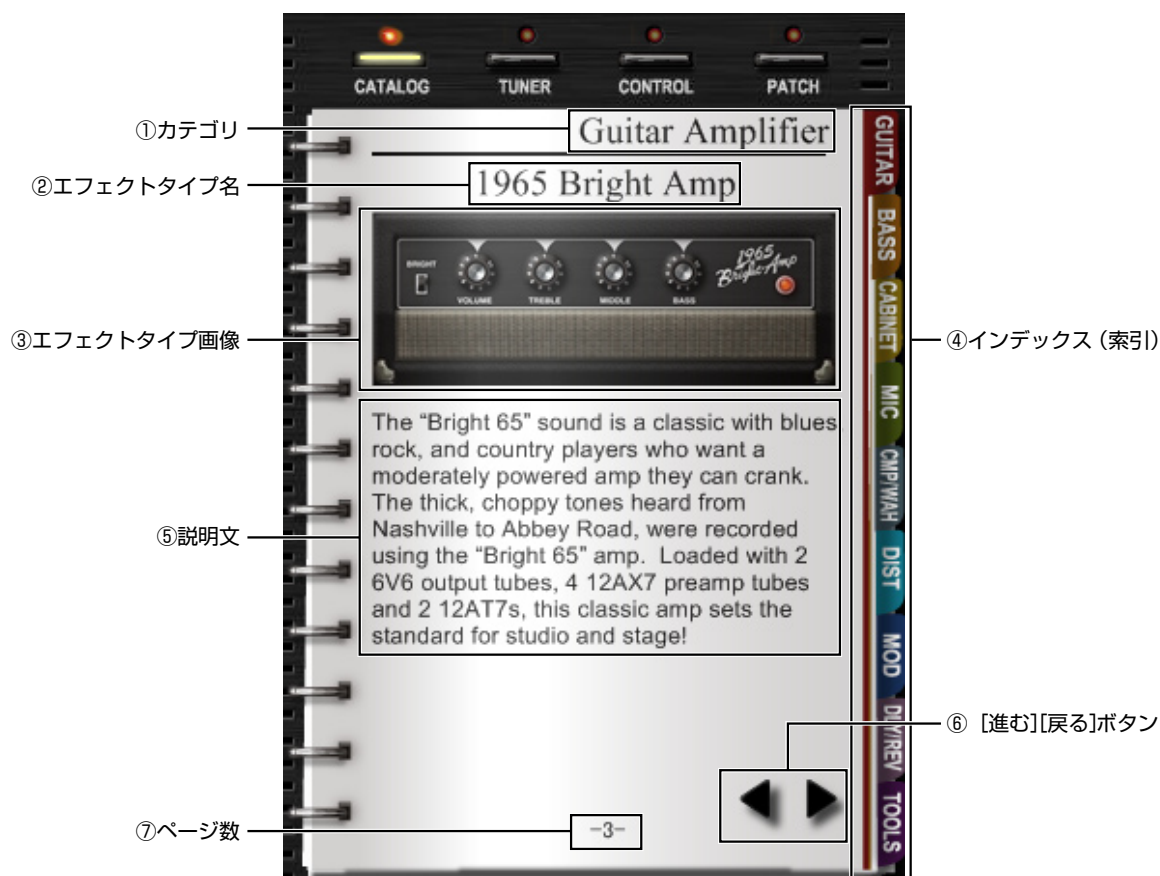 CATALOG
TUNER
CONTROL
PATCH
①カテゴリ
Guitar Amplifier
②エフェクトタイプ名
1965 Bright Amp
BRIGHT
VOLUME
TREBLE
MIDDLE
BASS
1965
Bright-Amp
③エフェクトタイプ画像
④インデックス（索引）
The “Bright 65” sound is a classic with blues
rock, and country players who want a
moderately powered amp they can crank.
The thick, choppy tones heard from
Nashville to Abbey Road, were recorded
using the “Bright 65” amp.  Loaded with 2
6V6 output tubes, 4 12AX7 preamp tubes
and 2 12AT7s, this classic amp sets the
standard for studio and stage!
⑤説明文
⑥ [進む][戻る]ボタン
⑦ページ数
-3-
GUITAR
BASS
CABINET
MIC
CMP/WAH
DIST
MOD
DLY/REV
TOOLS